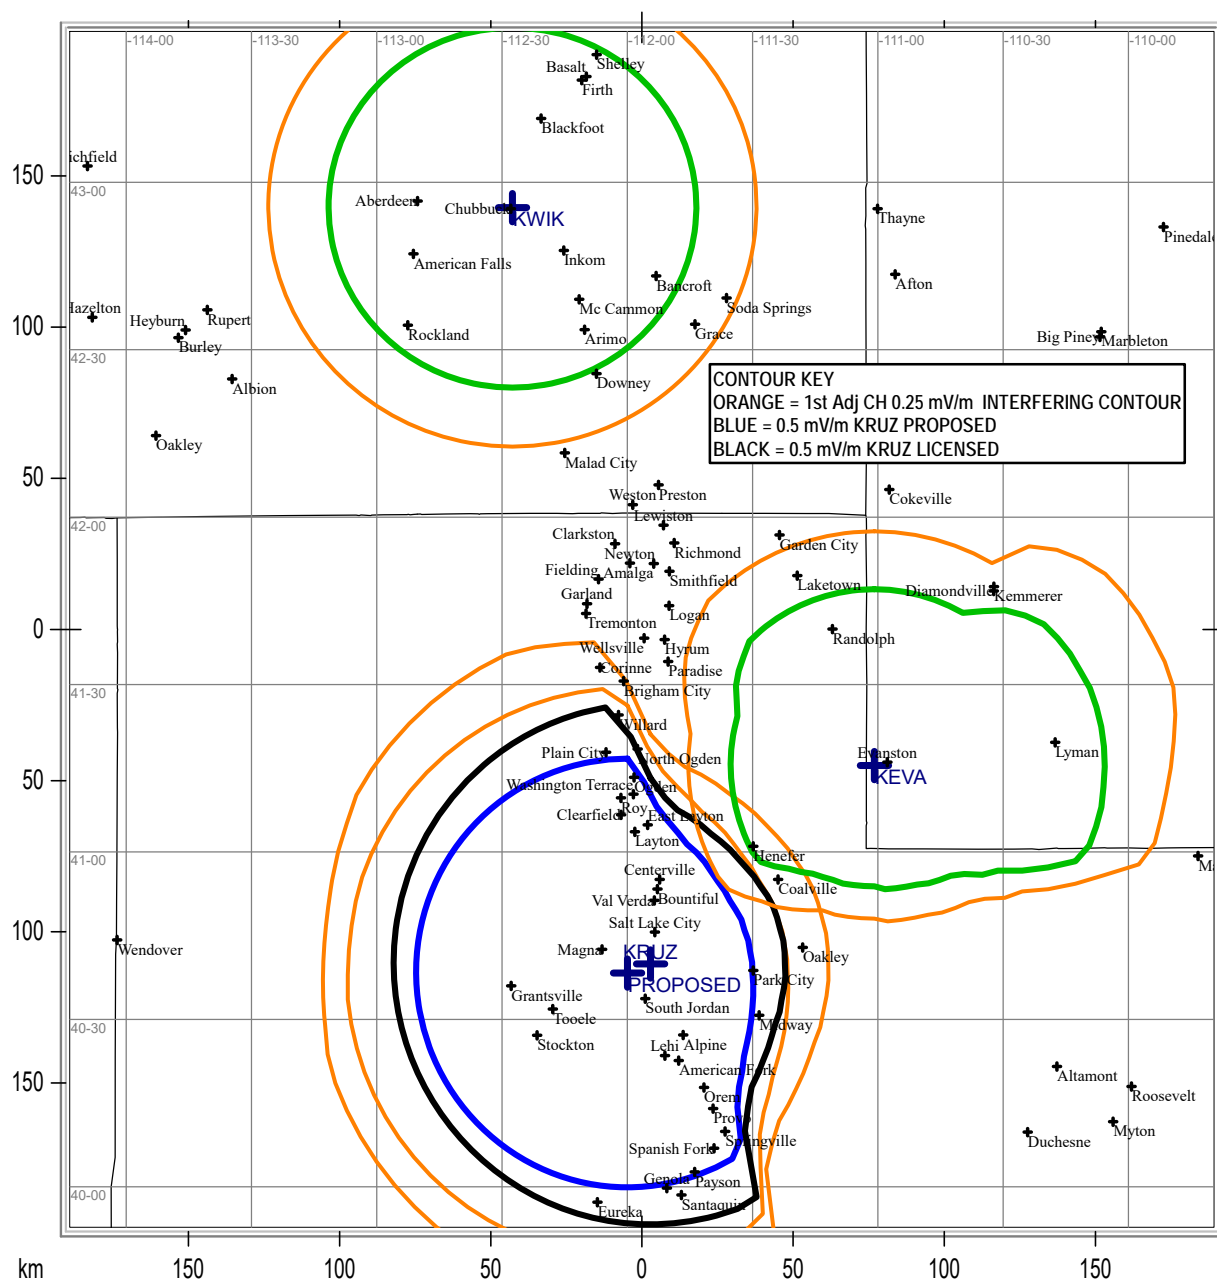 -114-00 -113-30 -113-00 -112-30 -112-00 -111-30 -111-00 -110-30 -110-00
Shelley
Basalt
Firth
Blackfoot
ichfield
150
43-00
Aberdeen
Chubbuck
KWIK
Thayne
Pinedale
Inkom
American Falls
Bancroft
Afton
Soda Springs
Mc Cammon
Hazelton
Rupert
Heyburn
100
Rockland
Arimo
Grace
Big Piney
Marbleton
Burley
42-30
Downey
Albion
CONTOUR KEY
ORANGE = 1st Adj CH 0.25 mV/m INTERFERING CONTOUR
BLUE = 0.5 mV/m KRUZ PROPOSED
BLACK = 0.5 mV/m KRUZ LICENSED
Oakley
Malad City
50
Weston
Preston
Cokeville
Lewiston
42-00
Clarkston
Garden City
Newton
Richmond
Fielding
Amalga
Smithfield
Laketown
Diamondville
Kemmerer
Garland
Logan
Tremonton
0
Wellsville
Hyrum
Randolph
Corinne
Paradise
41-30
Brigham City
Willard
Plain City
North Ogden
Evanston
Lyman
50
KEVA
Washington Terrace
Ogden
Roy
Clearfield
East Layton
Layton
41-00
Henefer
Ma
Centerville
Coalville
Val Verda
Bountiful
Salt Lake City
100
Wendover
Magna
KRUZ
Oakley
PROPOSED
Park City
Grantsville
South Jordan
Tooele
Midway
40-30
Stockton
Lehi
Alpine
American Fork
Altamont
150
Orem
Roosevelt
Provo
Myton
Springville
Duchesne
Spanish Fork
Genola
Payson
40-00
Santaquin
Eureka
km 150 100 50 0 50 100 150